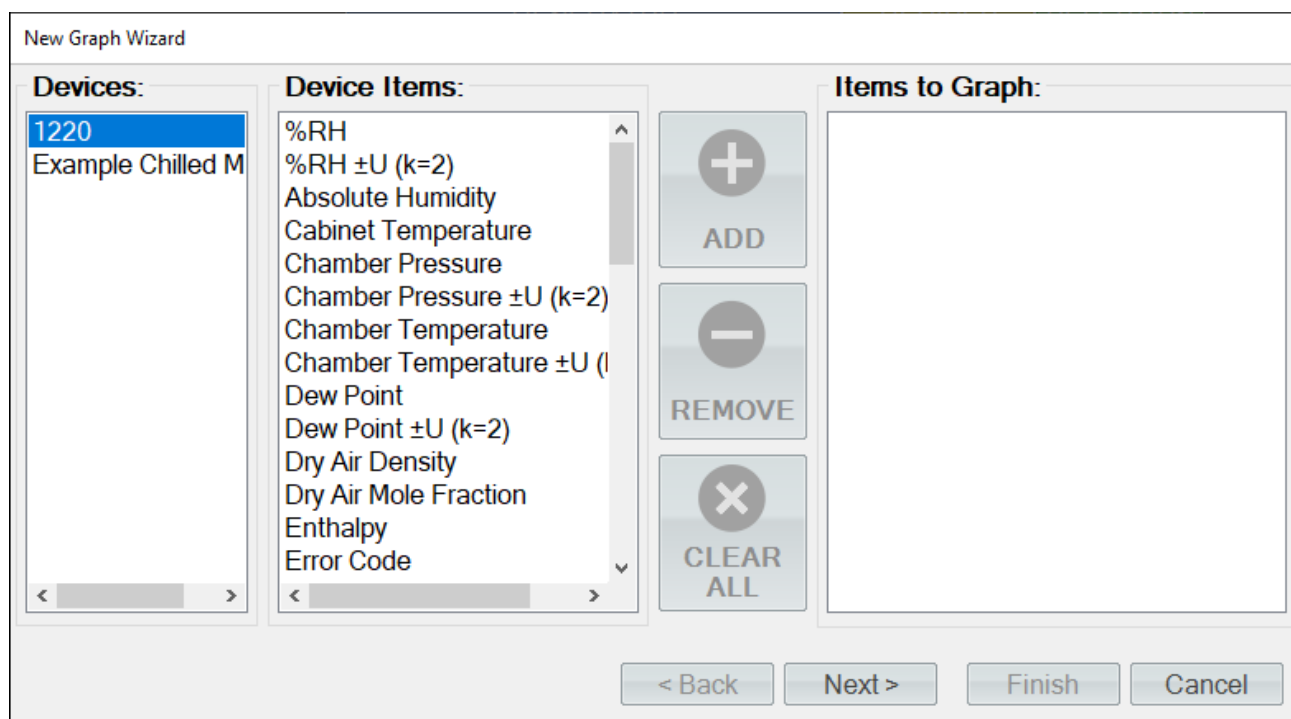 New Graph Wizard
Devices:
1220
Example Chilled M
Device Items:
%RH
%RH ±U (k=2)
Absolute Humidity
Cabinet Temperature
Chamber Pressure
Chamber Pressure ±U (k=2)
Chamber Temperature
Chamber Temperature ±U (
Dew Point
Dew Point ±U (k=2)
Dry Air Density
Dry Air Mole Fraction
Enthalpy
Error Code
ADD
REMOVE
CLEAR
ALL
Items to Graph:
< Back
Next >
Finish
Cancel